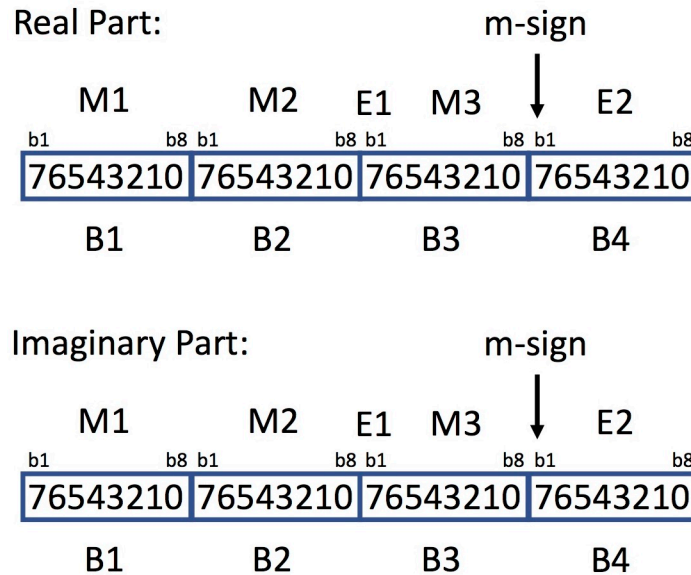 Real Part: m-sign
M1 M2 E1 M3 E2
b1 b8 b1 b8 b1 b8 b1 b8
76543210 76543210 76543210 76543210
B1 B2 B3 B4
Imaginary Part: m-sign
M1 M2 E1 M3 E2
b1 b8 b1 b8 b1 b8 b1 b8
76543210 76543210 76543210 76543210
B1 B2 B3 B4